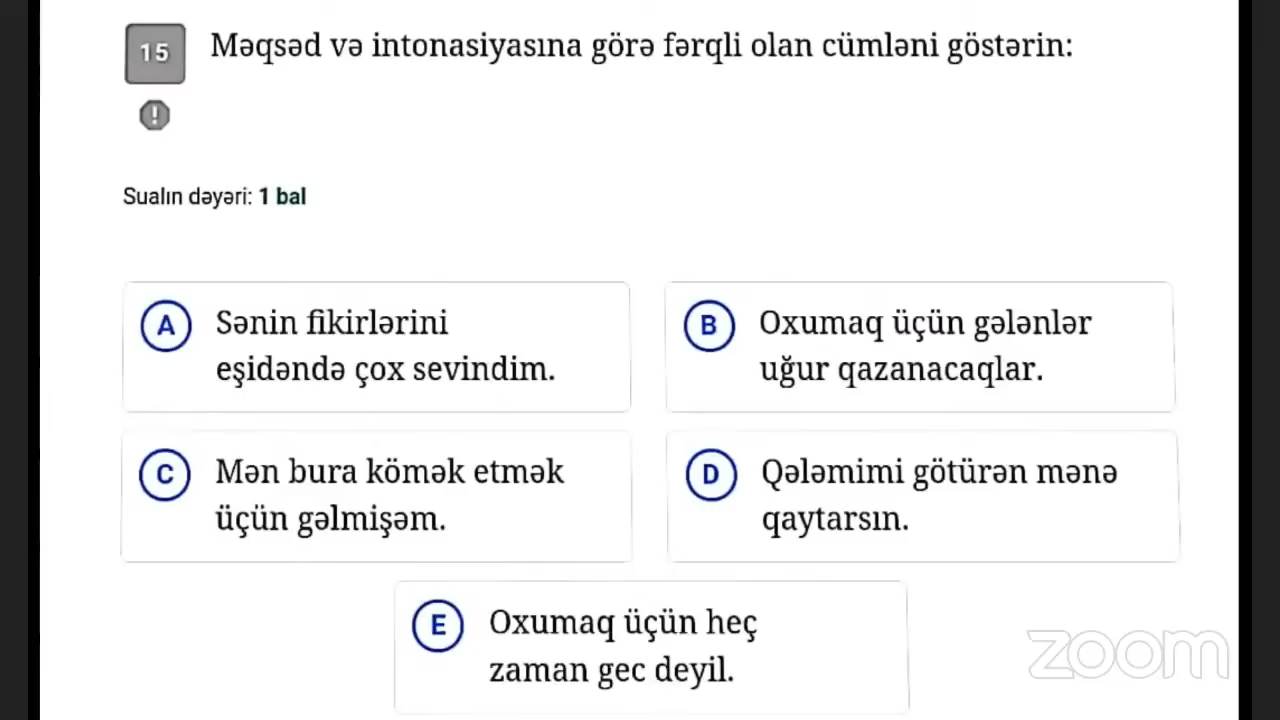 15
Məqsəd və intonasiyasına görə fərqli olan cümləni göstərin:
!
Sualın dəyəri: 1 bal
A
Sənin fikirlərini
eşidəndə çox sevindim.
B
Oxumaq üçün gələnlər
uğur qazanacaqlar.
C
Mən bura kömək etmək
üçün gəlmişəm.
D
Qələmimi götürən mənə
qaytarsın.
E
Oxumaq üçün heç
zaman gec deyil.
zoom